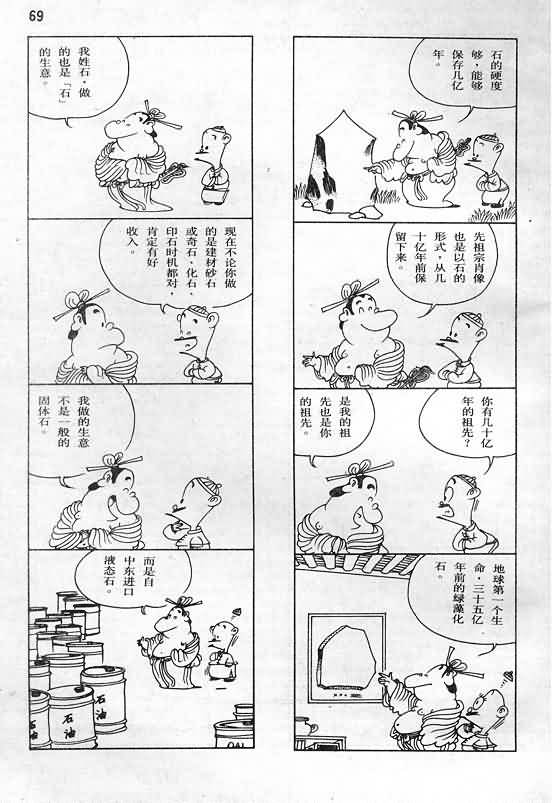 69
石的硬度
够，能够
保存几亿
年。
先祖宗肖像
也是以石的
形式，从几
十亿年前保
留下来。
你有几十亿
年的祖先？
是我的祖
先也是你
的祖先。
地球第一个生
命，三十五亿
年前的绿藻化
石。
我姓石，做
的也是「石」
的生意。
现在不论你做
的是建材砂石
或奇石，化石，
印石时机都对，
肯定有好
收入。
我做的生意
不是一般的
固体石。
而是自
中东进口
液态石。
石油
石油
石油